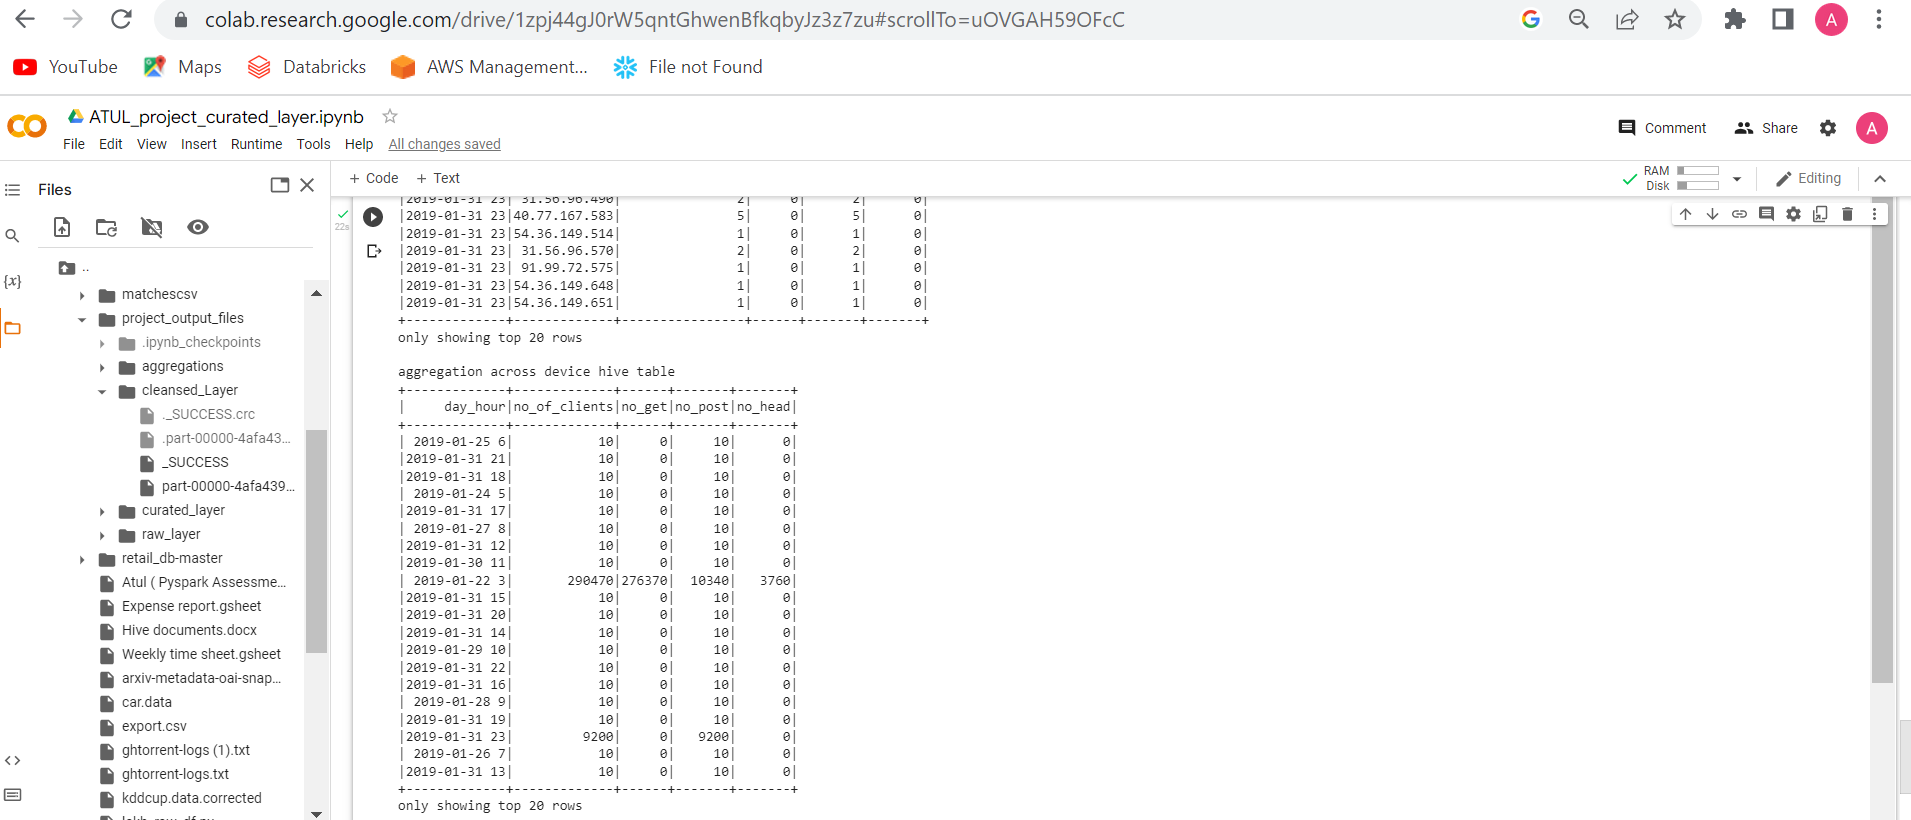 colab.research.google.com/drive/1zpj44gJ0rW5qntGhwenBfkqbyJz3z7zu#scrollTo=uOVGAH59OFcC
A
YouTube Maps Databricks AWS Management... File not Found
CO ATUL_project_curated_layer.ipynb
File Edit View Insert Runtime Tools Help All changes saved
Comment Share A
Files
+ Code + Text
RAM
Disk
Editing
{x}
..
matchescsv
project_output_files
.ipynb_checkpoints
aggregations
cleansed_Layer
._SUCCESS.crc
.part-00000-4afa43...
_SUCCESS
part-00000-4afa439...
curated_layer
raw_layer
retail_db-master
Atul ( Pyspark Assessme...
Expense report.gsheet
Hive documents.docx
Weekly time sheet.gsheet
arxiv-metadata-oai-snap...
car.data
export.csv
ghtorrent-logs (1).txt
ghtorrent-logs.txt
kddcup.data.corrected
22s
|2019-01-31 23| 31.56.96.490| 2| 0| 2| 0|
|2019-01-31 23|40.77.167.583| 5| 0| 5| 0|
|2019-01-31 23|54.36.149.514| 1| 0| 1| 0|
|2019-01-31 23| 31.56.96.570| 2| 0| 2| 0|
|2019-01-31 23| 91.99.72.575| 1| 0| 1| 0|
|2019-01-31 23|54.36.149.648| 1| 0| 1| 0|
|2019-01-31 23|54.36.149.651| 1| 0| 1| 0|
+-------------+-------------+----------------+------+-------+-------+
only showing top 20 rows
aggregation across device hive table
+-------------+-------------+------+-------+-------+
| day_hour|no_of_clients|no_get|no_post|no_head|
+-------------+-------------+------+-------+-------+
| 2019-01-25 6| 10| 0| 10| 0|
|2019-01-31 21| 10| 0| 10| 0|
|2019-01-31 18| 10| 0| 10| 0|
| 2019-01-24 5| 10| 0| 10| 0|
|2019-01-31 17| 10| 0| 10| 0|
| 2019-01-27 8| 10| 0| 10| 0|
|2019-01-31 12| 10| 0| 10| 0|
|2019-01-30 11| 10| 0| 10| 0|
| 2019-01-22 3| 290470|276370| 10340| 3760|
|2019-01-31 15| 10| 0| 10| 0|
|2019-01-31 20| 10| 0| 10| 0|
|2019-01-31 14| 10| 0| 10| 0|
|2019-01-29 10| 10| 0| 10| 0|
|2019-01-31 22| 10| 0| 10| 0|
|2019-01-31 16| 10| 0| 10| 0|
| 2019-01-28 9| 10| 0| 10| 0|
|2019-01-31 19| 10| 0| 10| 0|
|2019-01-31 23| 9200| 0| 9200| 0|
| 2019-01-26 7| 10| 0| 10| 0|
|2019-01-31 13| 10| 0| 10| 0|
+-------------+-------------+------+-------+-------+
only showing top 20 rows